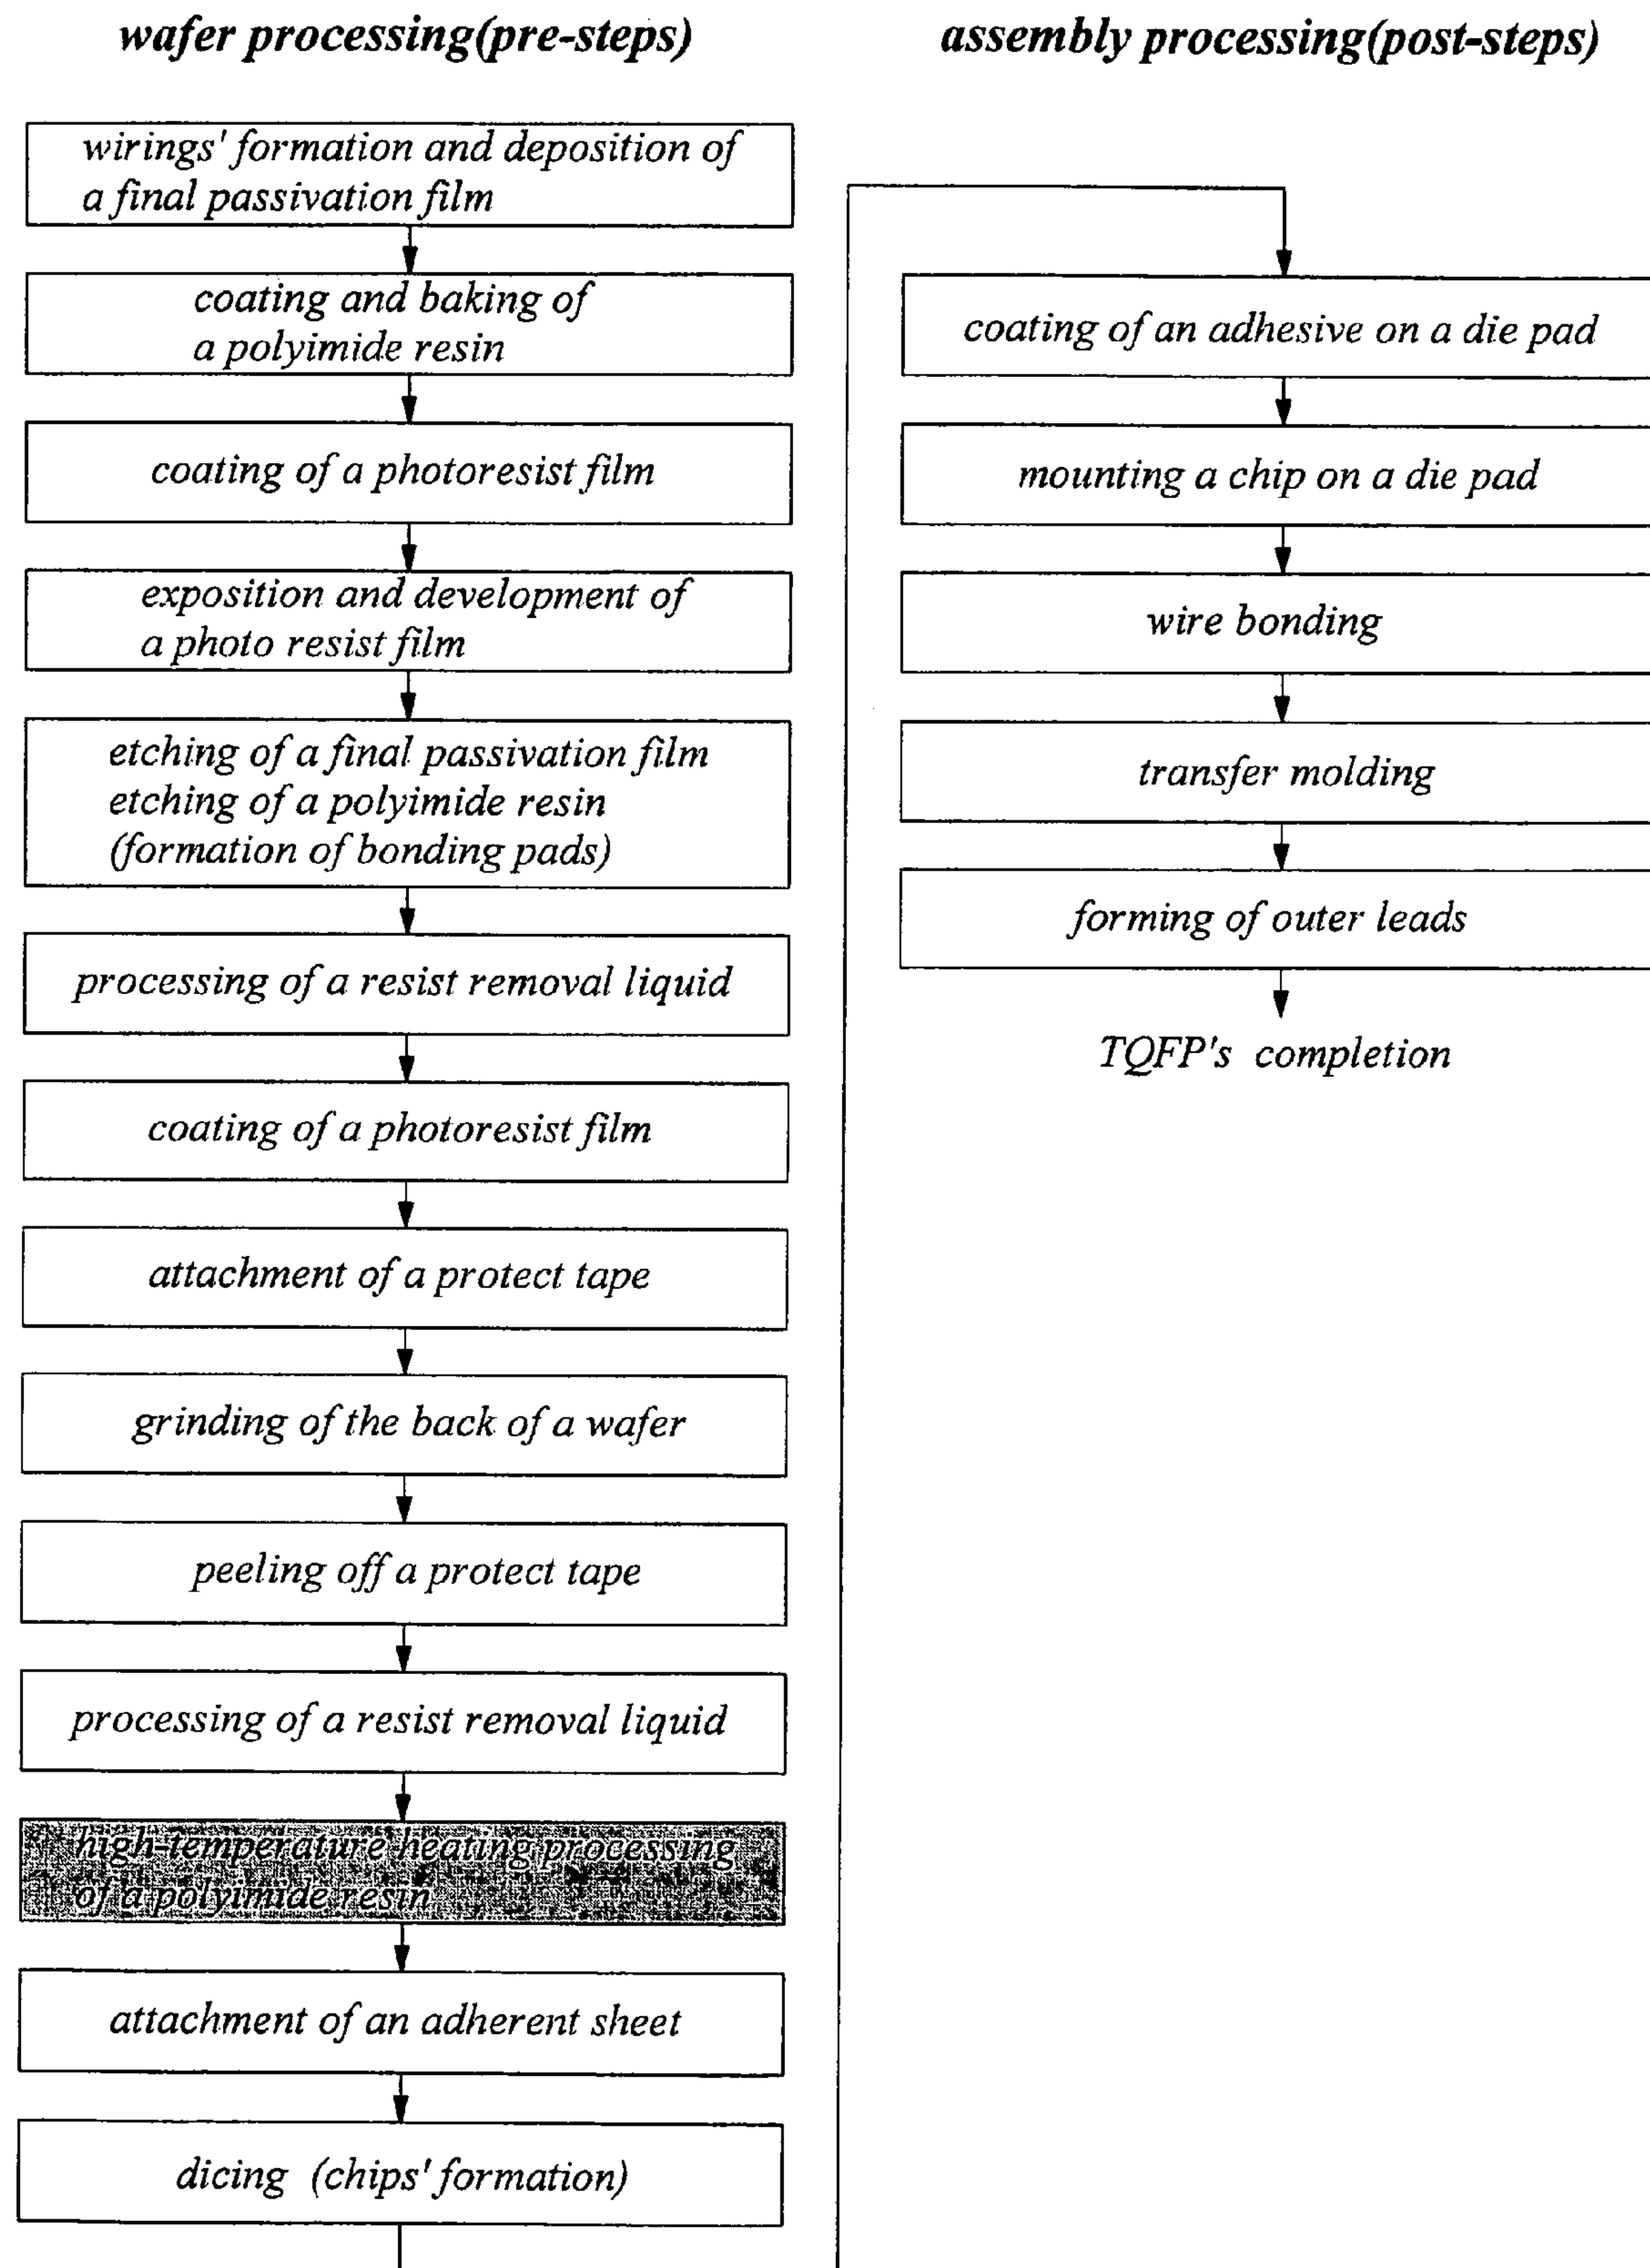 wafer processing(pre-steps)
wirings' formation and deposition of
a final passivation film
coating and baking of
a polyimide resin
coating of a photoresist film
exposition and development of
a photo resist film
etching of a final passivation film
etching of a polyimide resin
(formation of bonding pads)
processing of a resist removal liquid
coating of a photoresist film
attachment of a protect tape
grinding of the back of a wafer
peeling off a protect tape
processing of a resist removal liquid
high-temperature heating processing
of a polyimide resin
attachment of an adherent sheet
dicing (chips' formation)
assembly processing(post-steps)
coating of an adhesive on a die pad
mounting a chip on a die pad
wire bonding
transfer molding
forming of outer leads
TQFP's completion